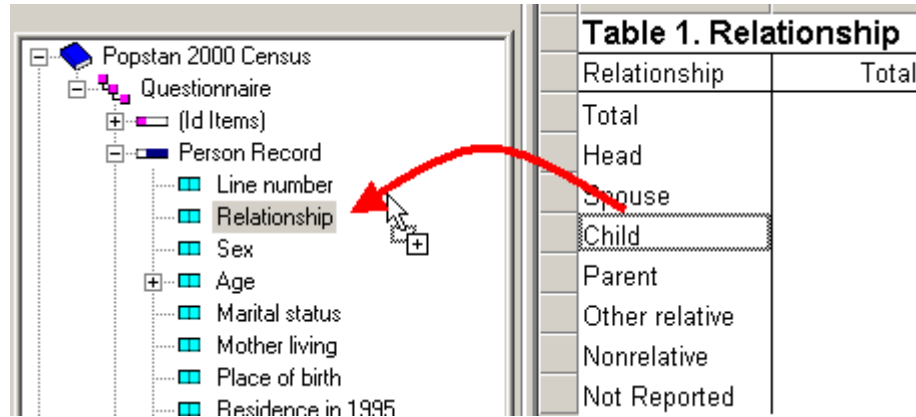 Popstan 2000 Census
Questionnaire
(Id Items)
Person Record
Line number
Relationship
Sex
Age
Marital status
Mother living
Place of birth
Residence in 1995
Table 1. Relationship
Relationship Total
Total
Head
Spouse
Child
Parent
Other relative
Nonrelative
Not Reported